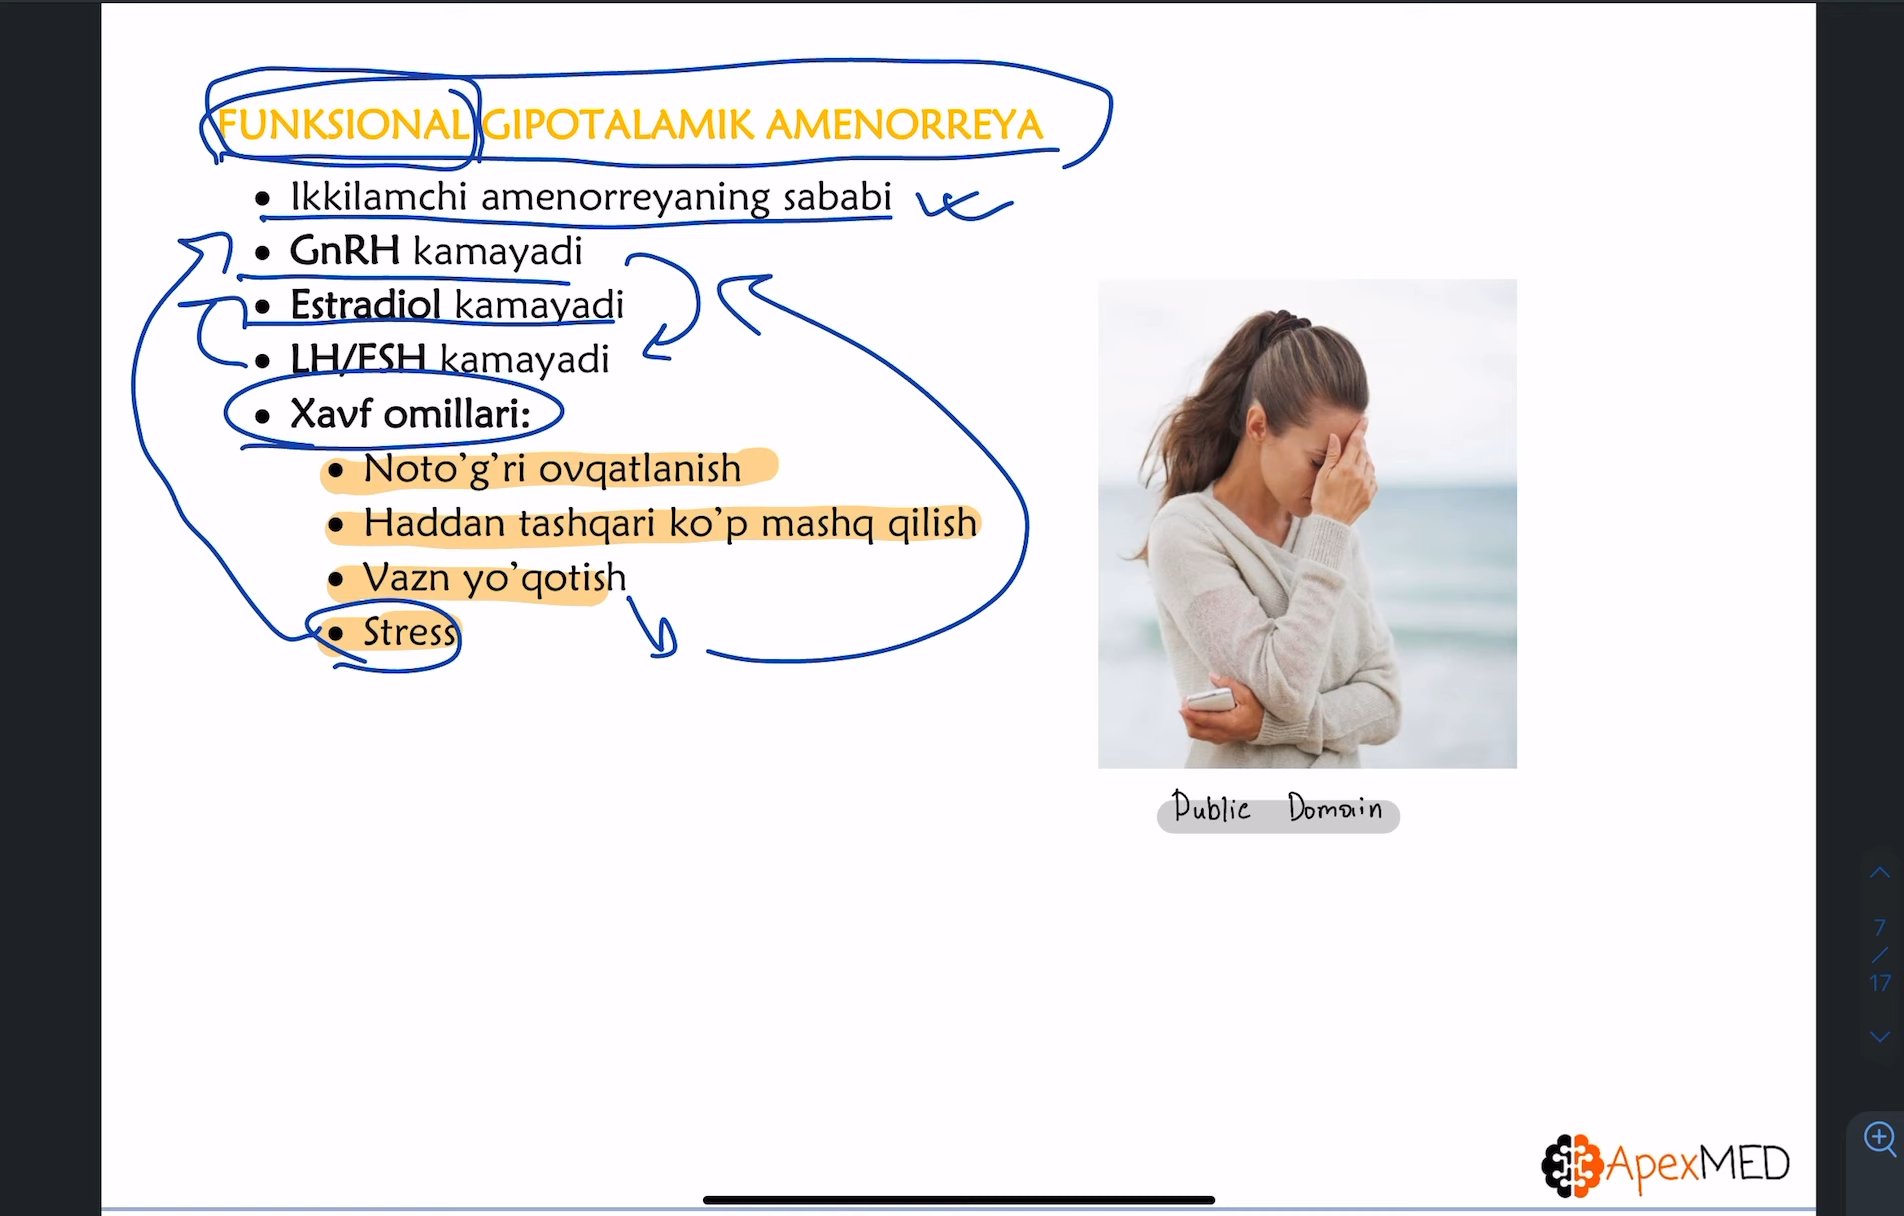 FUNKSIONAL GIPOTALAMIK AMENORREYA
• Ikkilamchi amenorreyaning sababi
• GnRH kamayadi
• Estradiol kamayadi
• LH/FSH kamayadi
• Xavf omillari:
• Noto'g'ri ovqatlanish
• Haddan tashqari ko'p mashq qilish
• Vazn yo'qotish
• Stress
Public Domain
7
/
17
ApexMED